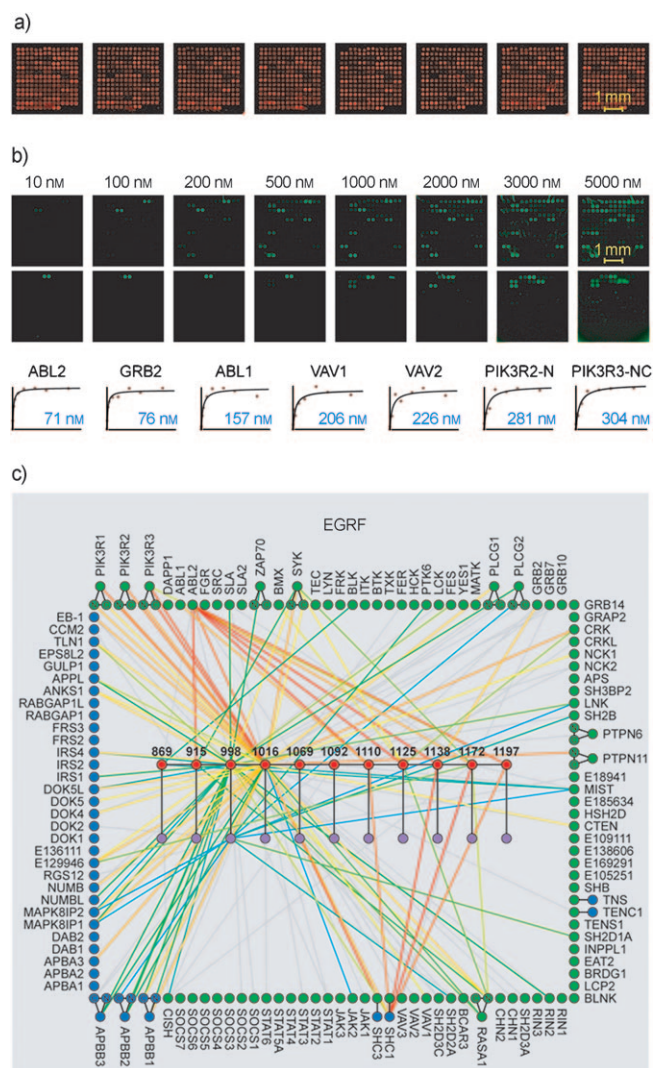 a)
1 mm
b)
10 nM 100 nM 200 nM 500 nM 1000 nM 2000 nM 3000 nM 5000 nM
1 mm
ABL2 GRB2 ABL1 VAV1 VAV2 PIK3R2-N PIK3R3-NC
71 nM 76 nM 157 nM 206 nM 226 nM 281 nM 304 nM
c)
EGRF
PIK3R1
PIK3R2
PIK3R3
DAPP1
ABL1
ABL2
FGR
SRC
SLA
SLA2
ZAP70
BMX
SYK
TEC
LYN
FRK
BLK
ITK
BTK
TXK
FER
HCK
PTK6
LCK
FES
YES1
MATK
PLCG1
PLCG2
GRB2
GRB7
GRB10
EB-1
CCM2
TLN1
EPS8L2
GULP1
APPL
ANKS1
RABGAP1L
RABGAP1
FRS3
FRS2
IRS4
IRS2
IRS1
DOK5L
DOK5
DOK4
DOK2
DOK1
E136111
E129946
RGS12
NUMB
NUMBL
MAPK8IP2
MAPK8IP1
DAB2
DAB1
APBA3
APBA2
APBA1
869 915 998 1016 1069 1092 1110 1125 1138 1172 1197
GRB14
GRAP2
CRK
CRKL
NCK1
NCK2
APS
SH3BP2
LNK
SH2B
PTPN6
PTPN11
E18941
MIST
E185634
HSH2D
CTEN
E109111
E138606
E169291
E105251
SHB
TNS
TENC1
TENS1
SH2D1A
INPPL1
EAT2
BRDG1
LCP2
BLNK
APBB3
APBB2
APBB1
CISH
SOCS7
SOCS6
SOCS5
SOCS4
SOCS3
SOCS2
SOCS1
STAT6
STAT5A
STAT4
STAT3
STAT2
STAT1
JAK3
JAK2
JAK1
SHC3
SHC1
VAV3
VAV2
VAV1
SH2D3C
SH2D2A
BCAR3
RASA1
CHN2
CHN1
SH2D3A
RIN3
RIN2
RIN1